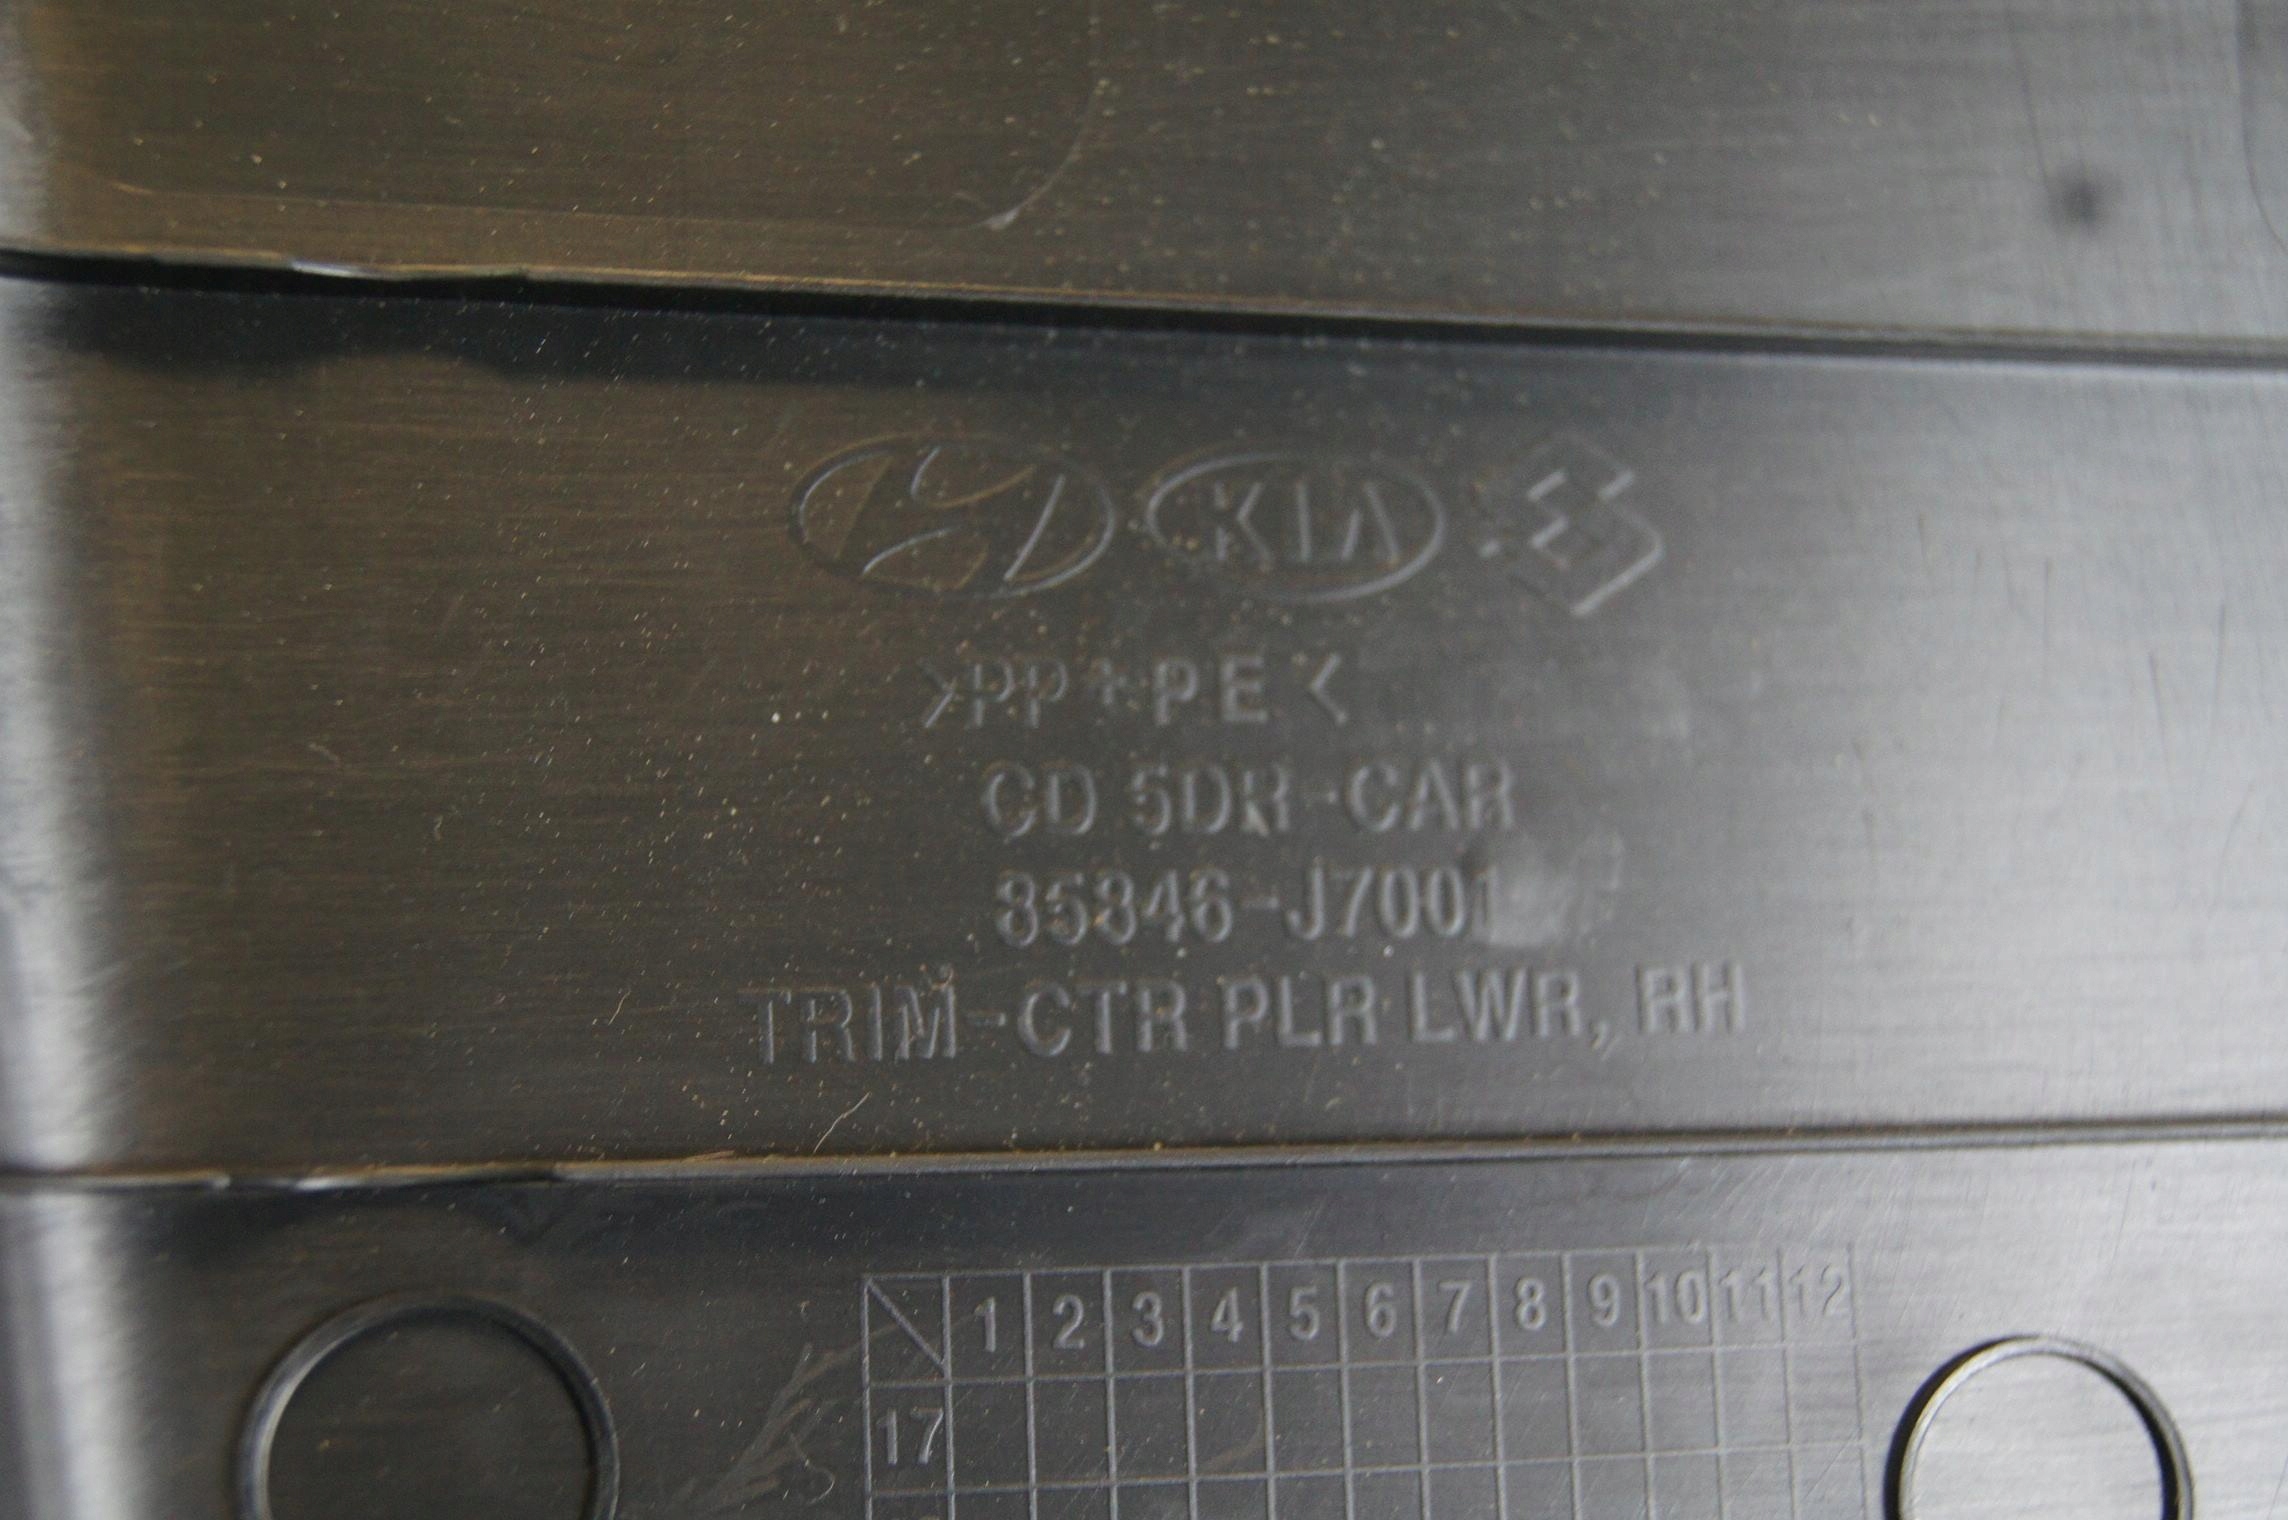 KIA
>PP+PE<
CD 5DR-CAR
85846-J7001
TRIM-CTR PLR LWR, RH
1 2 3 4 5 6 7 8 9 10 11 12
17